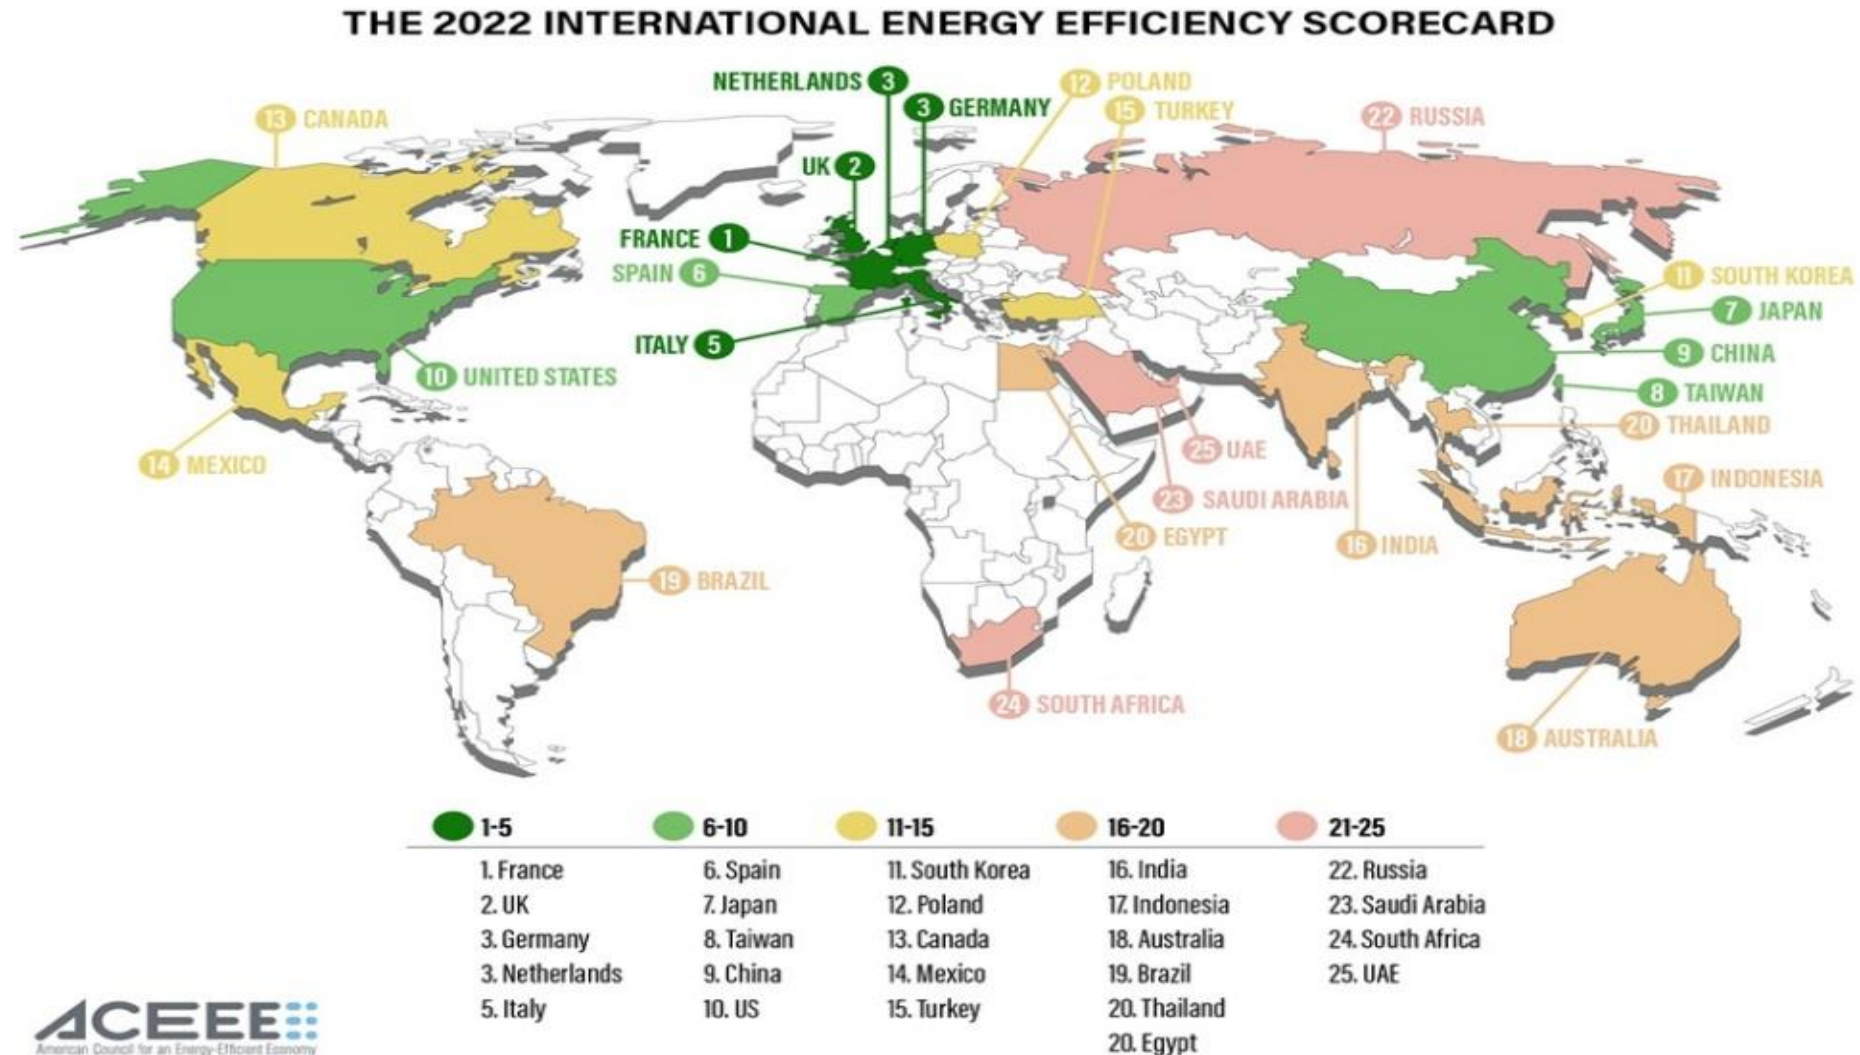 THE 2022 INTERNATIONAL ENERGY EFFICIENCY SCORECARD
NETHERLANDS 3
12 POLAND
3 GERMANY
15 TURKEY
13 CANADA
22 RUSSIA
UK 2
FRANCE 1
SPAIN 6
11 SOUTH KOREA
7 JAPAN
ITALY 5
9 CHINA
10 UNITED STATES
8 TAIWAN
20 THAILAND
14 MEXICO
25 UAE
17 INDONESIA
23 SAUDI ARABIA
20 EGYPT
16 INDIA
19 BRAZIL
24 SOUTH AFRICA
18 AUSTRALIA
1-5
1. France
2. UK
3. Germany
3. Netherlands
5. Italy
6-10
6. Spain
7. Japan
8. Taiwan
9. China
10. US
11-15
11. South Korea
12. Poland
13. Canada
14. Mexico
15. Turkey
16-20
16. India
17. Indonesia
18. Australia
19. Brazil
20. Thailand
20. Egypt
21-25
22. Russia
23. Saudi Arabia
24. South Africa
25. UAE
ACEEE
American Council for an Energy-Efficient Economy